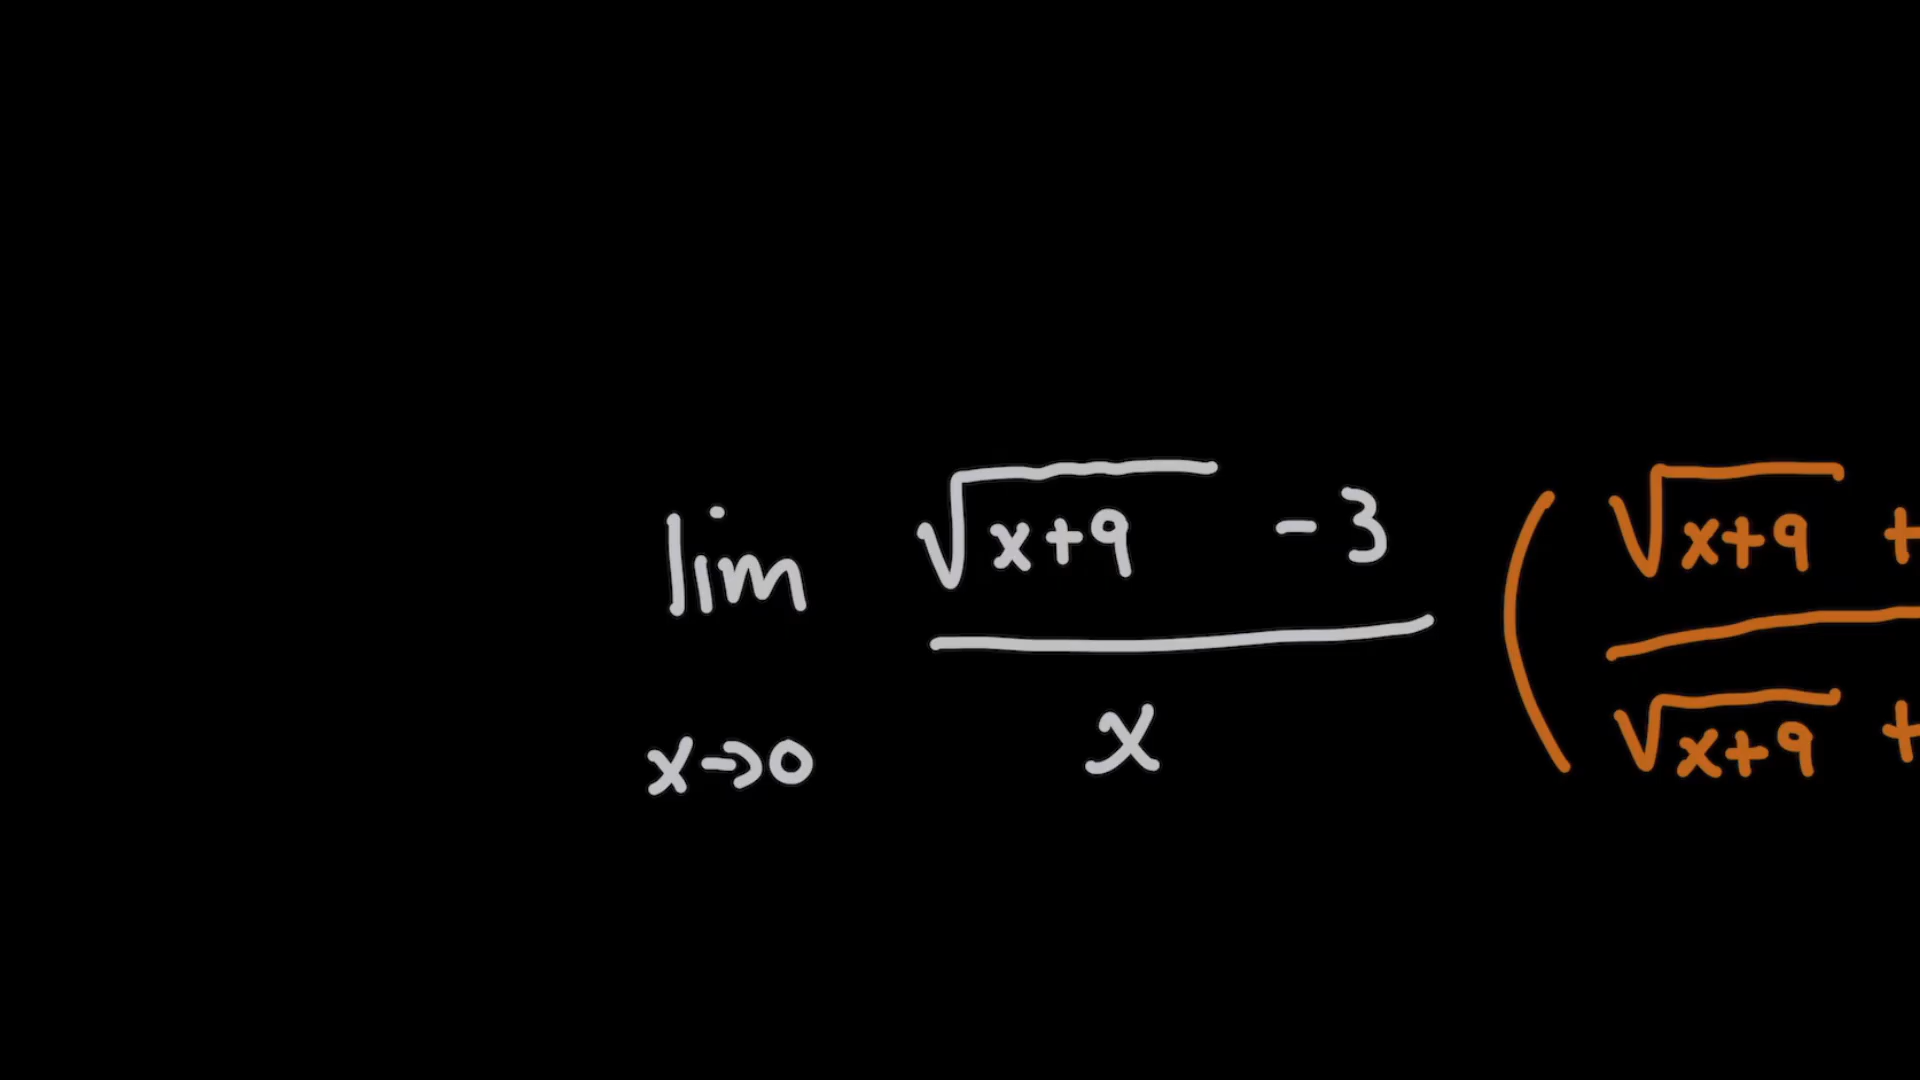 lim √x+9 - 3 ( √x+9 +
x→0 x √x+9 +